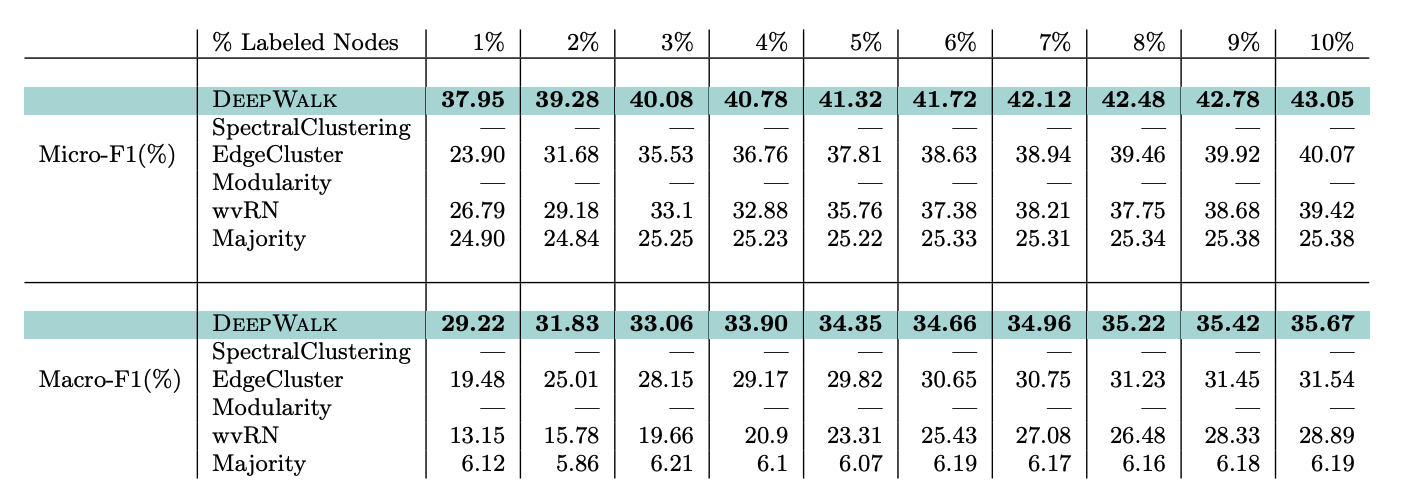 % Labeled Nodes 1% 2% 3% 4% 5% 6% 7% 8% 9% 10%
DEEPWALK 37.95 39.28 40.08 40.78 41.32 41.72 42.12 42.48 42.78 43.05
SpectralClustering — — — — — — — — — —
Micro-F1(%) EdgeCluster 23.90 31.68 35.53 36.76 37.81 38.63 38.94 39.46 39.92 40.07
Modularity — — — — — — — — — —
wvRN 26.79 29.18 33.1 32.88 35.76 37.38 38.21 37.75 38.68 39.42
Majority 24.90 24.84 25.25 25.23 25.22 25.33 25.31 25.34 25.38 25.38
DEEPWALK 29.22 31.83 33.06 33.90 34.35 34.66 34.96 35.22 35.42 35.67
SpectralClustering — — — — — — — — — —
Macro-F1(%) EdgeCluster 19.48 25.01 28.15 29.17 29.82 30.65 30.75 31.23 31.45 31.54
Modularity — — — — — — — — — —
wvRN 13.15 15.78 19.66 20.9 23.31 25.43 27.08 26.48 28.33 28.89
Majority 6.12 5.86 6.21 6.1 6.07 6.19 6.17 6.16 6.18 6.19